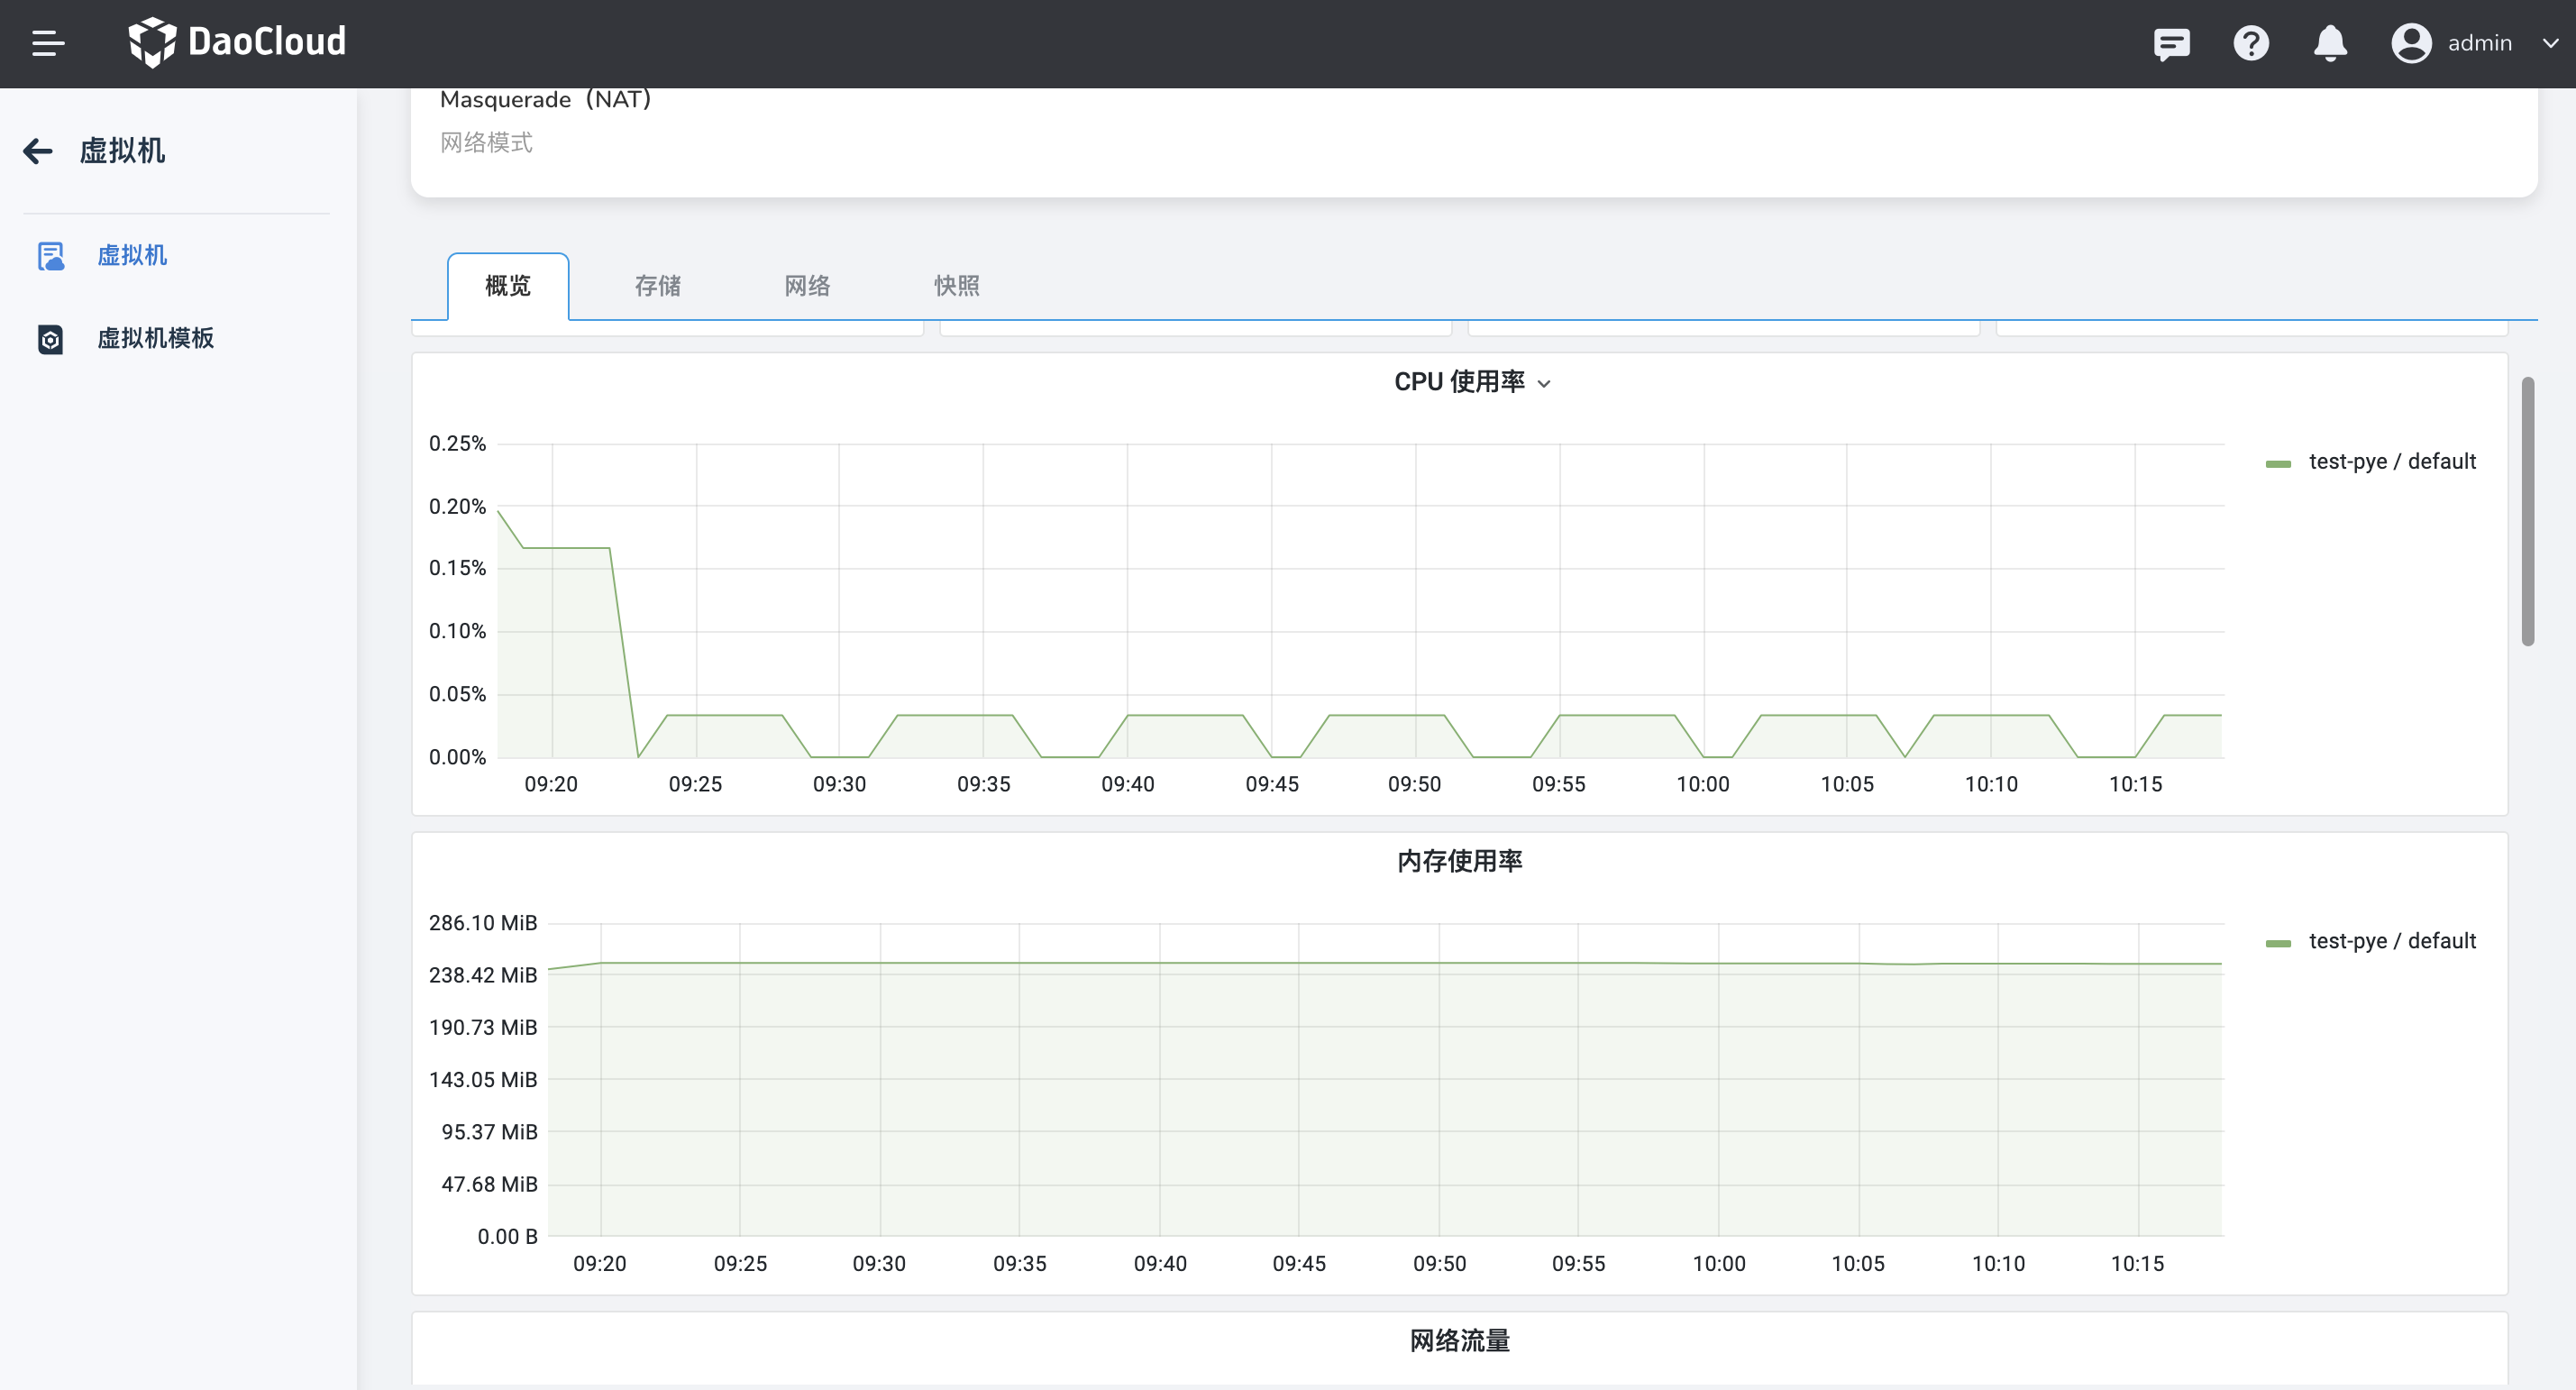 DaoCloud
admin
虚拟机
虚拟机
虚拟机模板
Masquerade（NAT）
网络模式
概览 存储 网络 快照
CPU 使用率
0.25%
0.20%
0.15%
0.10%
0.05%
0.00%
09:20 09:25 09:30 09:35 09:40 09:45 09:50 09:55 10:00 10:05 10:10 10:15
test-pye / default
内存使用率
286.10 MiB
238.42 MiB
190.73 MiB
143.05 MiB
95.37 MiB
47.68 MiB
0.00 B
09:20 09:25 09:30 09:35 09:40 09:45 09:50 09:55 10:00 10:05 10:10 10:15
test-pye / default
网络流量